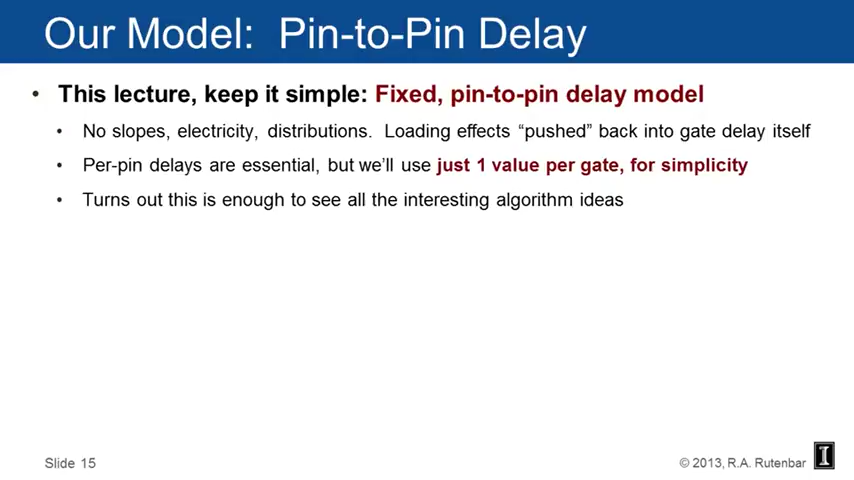 Our Model: Pin-to-Pin Delay
• This lecture, keep it simple: Fixed, pin-to-pin delay model
• No slopes, electricity, distributions. Loading effects “pushed” back into gate delay itself
• Per-pin delays are essential, but we’ll use just 1 value per gate, for simplicity
• Turns out this is enough to see all the interesting algorithm ideas
Slide 15
© 2013, R.A. Rutenbar
I